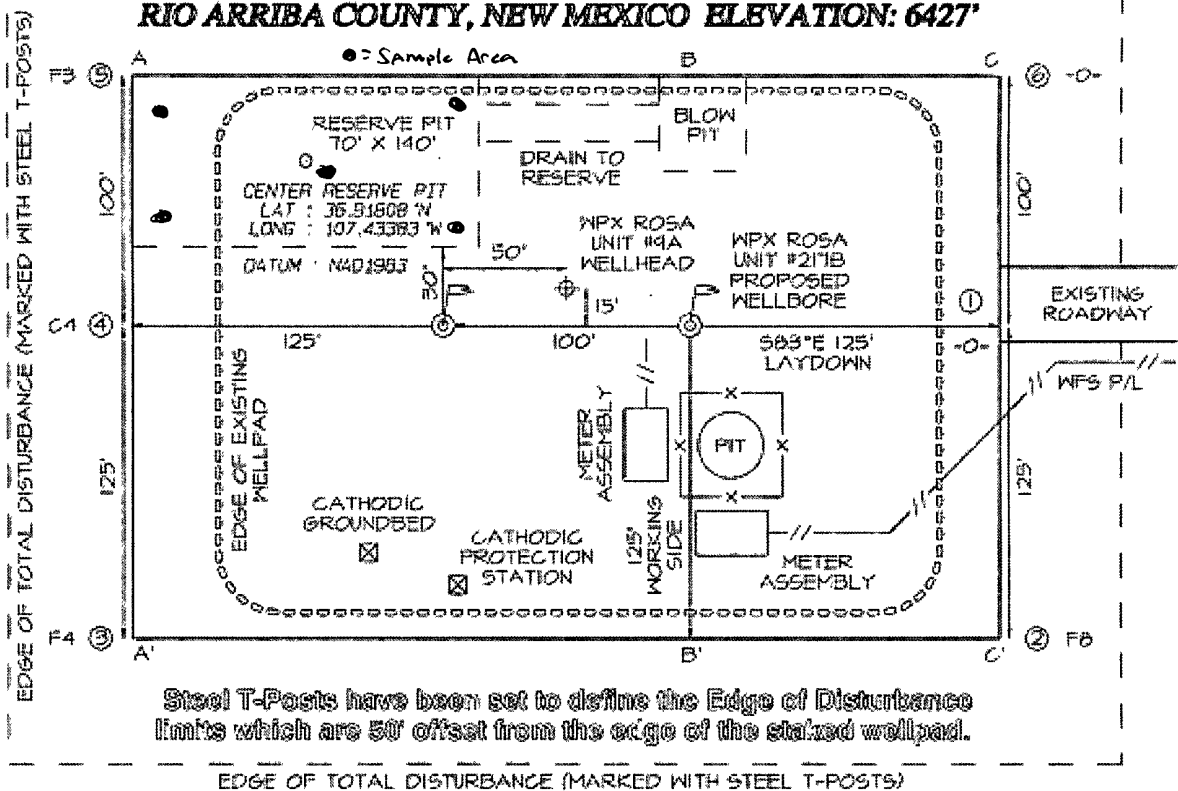 RIO ARRIBA COUNTY, NEW MEXICO ELEVATION: 6427'
● = Sample Area
A
B
C
F3 ⑤
⑥ -0-
EDGE OF TOTAL DISTURBANCE (MARKED WITH STEEL T-POSTS)
100'
RESERVE PIT
70' X 140'
BLOW
PIT
DRAIN TO
RESERVE
100'
CENTER RESERVE PIT
LAT : 36.91808 °N
LONG : 107.43383 °W
DATUM : NAD1983
WPX ROSA
UNIT #9A
WELLHEAD
WPX ROSA
UNIT #217B
PROPOSED
WELLBORE
50'
30'
15'
EXISTING
ROADWAY
C4 ④
①
-0-
125'
100'
S83°E 125'
LAYDOWN
WFS P/L
EDGE OF EXISTING
WELLPAD
METER
ASSEMBLY
PIT
125'
125'
CATHODIC
GROUNDBED
CATHODIC
PROTECTION
STATION
125'
WORKING
SIDE
METER
ASSEMBLY
F4 ③
② F8
A'
B'
C'
Steel T-Posts have been set to define the Edge of Disturbance
limits which are 50' offset from the edge of the staked wellpad.
EDGE OF TOTAL DISTURBANCE (MARKED WITH STEEL T-POSTS)